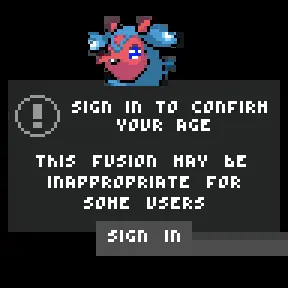 SIGN IN TO CONFIRM
YOUR AGE
THIS FUSION MAY BE
INAPPROPRIATE FOR
SOME USERS
SIGN IN